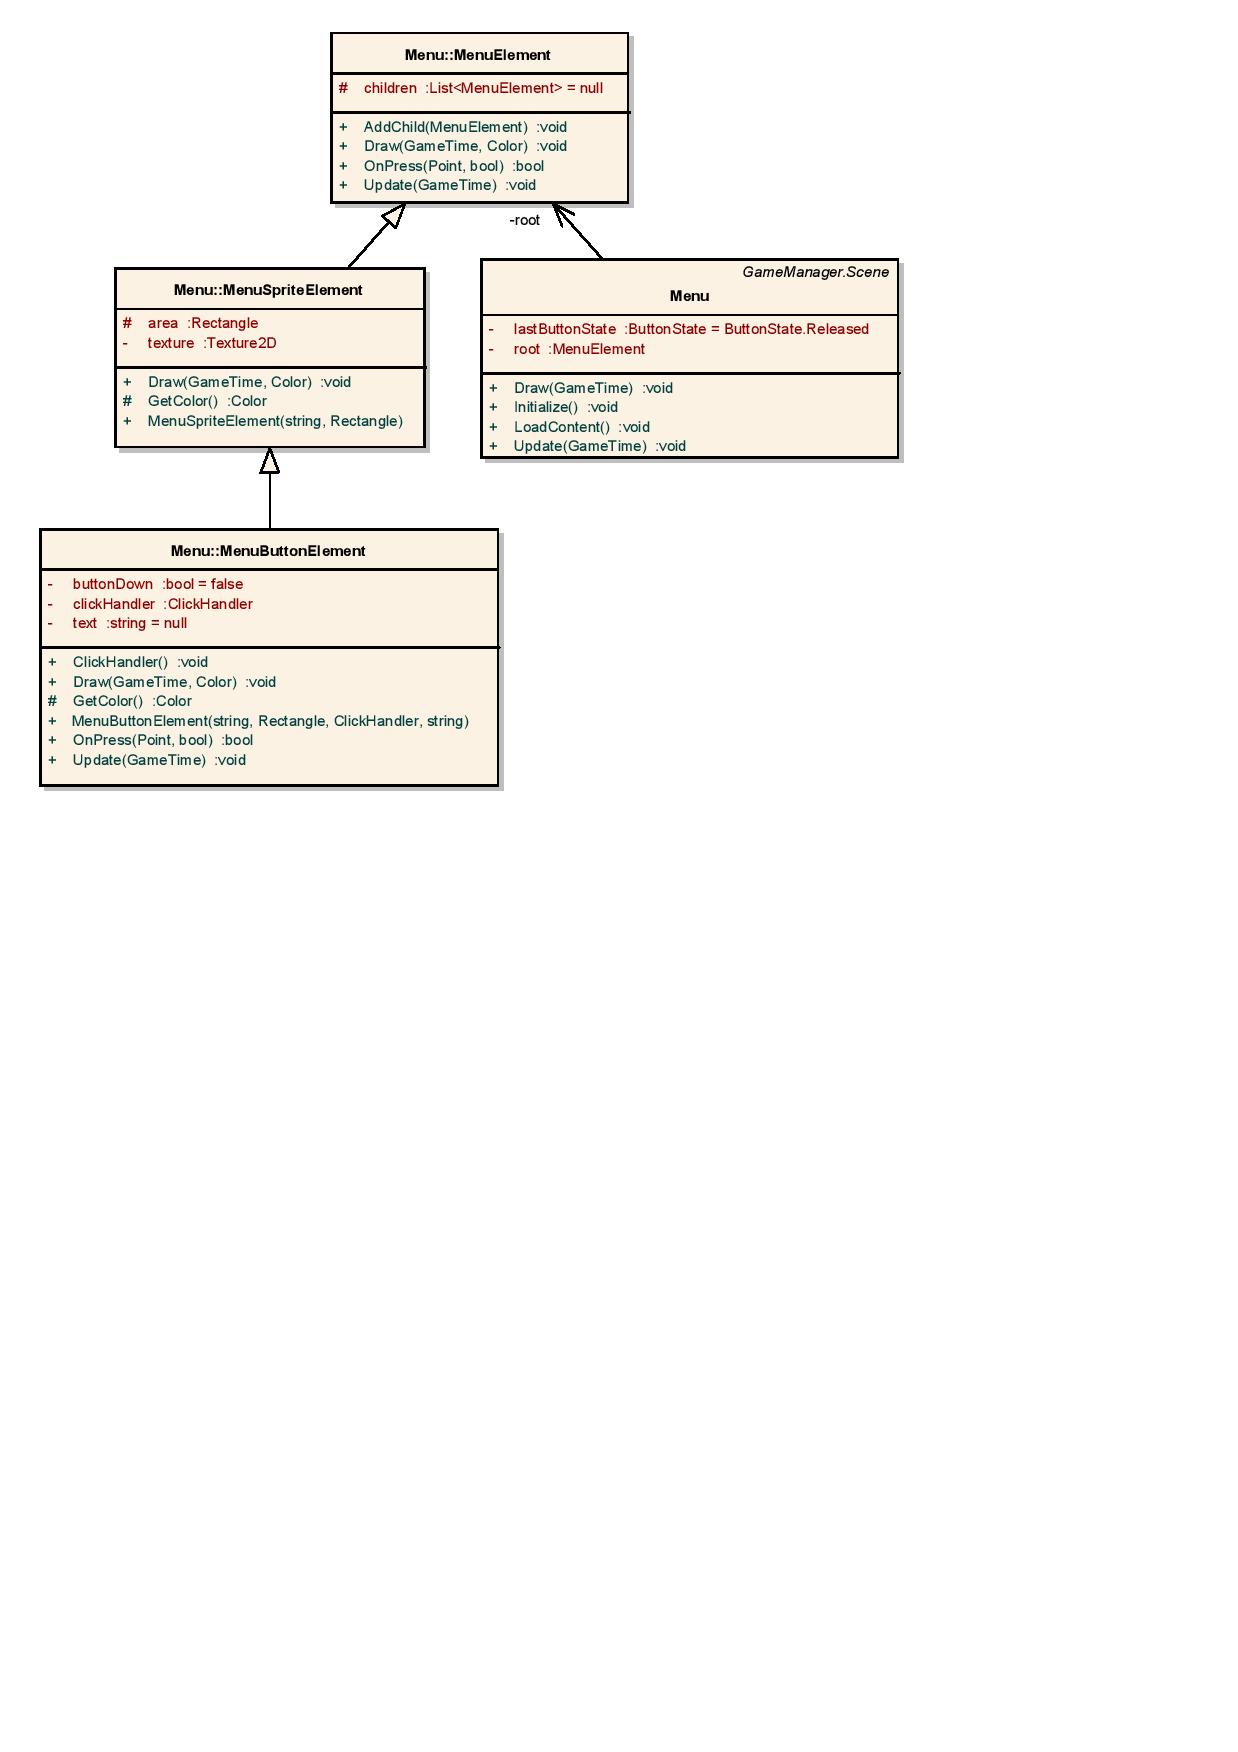 Menu::MenuElement
# children :List<MenuElement> = null
+ AddChild(MenuElement) :void
+ Draw(GameTime, Color) :void
+ OnPress(Point, bool) :bool
+ Update(GameTime) :void
-root
Menu::MenuSpriteElement
# area :Rectangle
- texture :Texture2D
+ Draw(GameTime, Color) :void
# GetColor() :Color
+ MenuSpriteElement(string, Rectangle)
GameManager.Scene
Menu
- lastButtonState :ButtonState = ButtonState.Released
- root :MenuElement
+ Draw(GameTime) :void
+ Initialize() :void
+ LoadContent() :void
+ Update(GameTime) :void
Menu::MenuButtonElement
- buttonDown :bool = false
- clickHandler :ClickHandler
- text :string = null
+ ClickHandler() :void
+ Draw(GameTime, Color) :void
# GetColor() :Color
+ MenuButtonElement(string, Rectangle, ClickHandler, string)
+ OnPress(Point, bool) :bool
+ Update(GameTime) :void